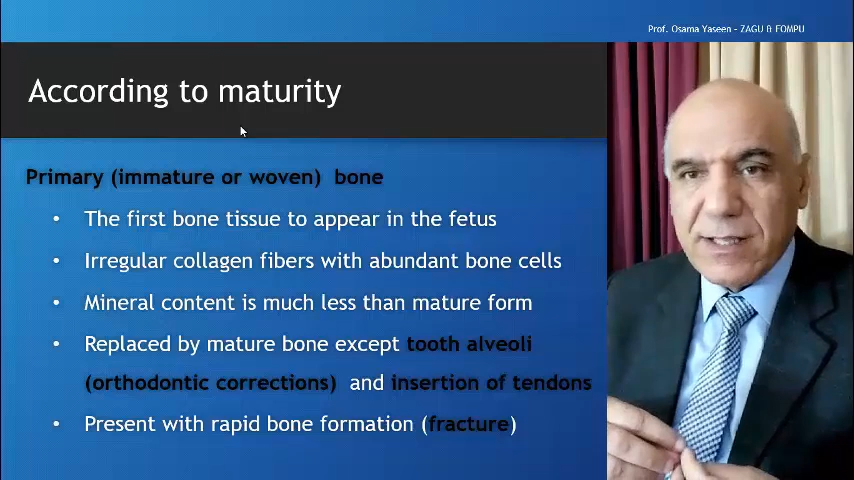 Prof. Osama Yaseen - ZAGU & FOMPU
According to maturity
Primary (immature or woven) bone
• The first bone tissue to appear in the fetus
• Irregular collagen fibers with abundant bone cells
• Mineral content is much less than mature form
• Replaced by mature bone except tooth alveoli
(orthodontic corrections) and insertion of tendons
• Present with rapid bone formation (fracture)